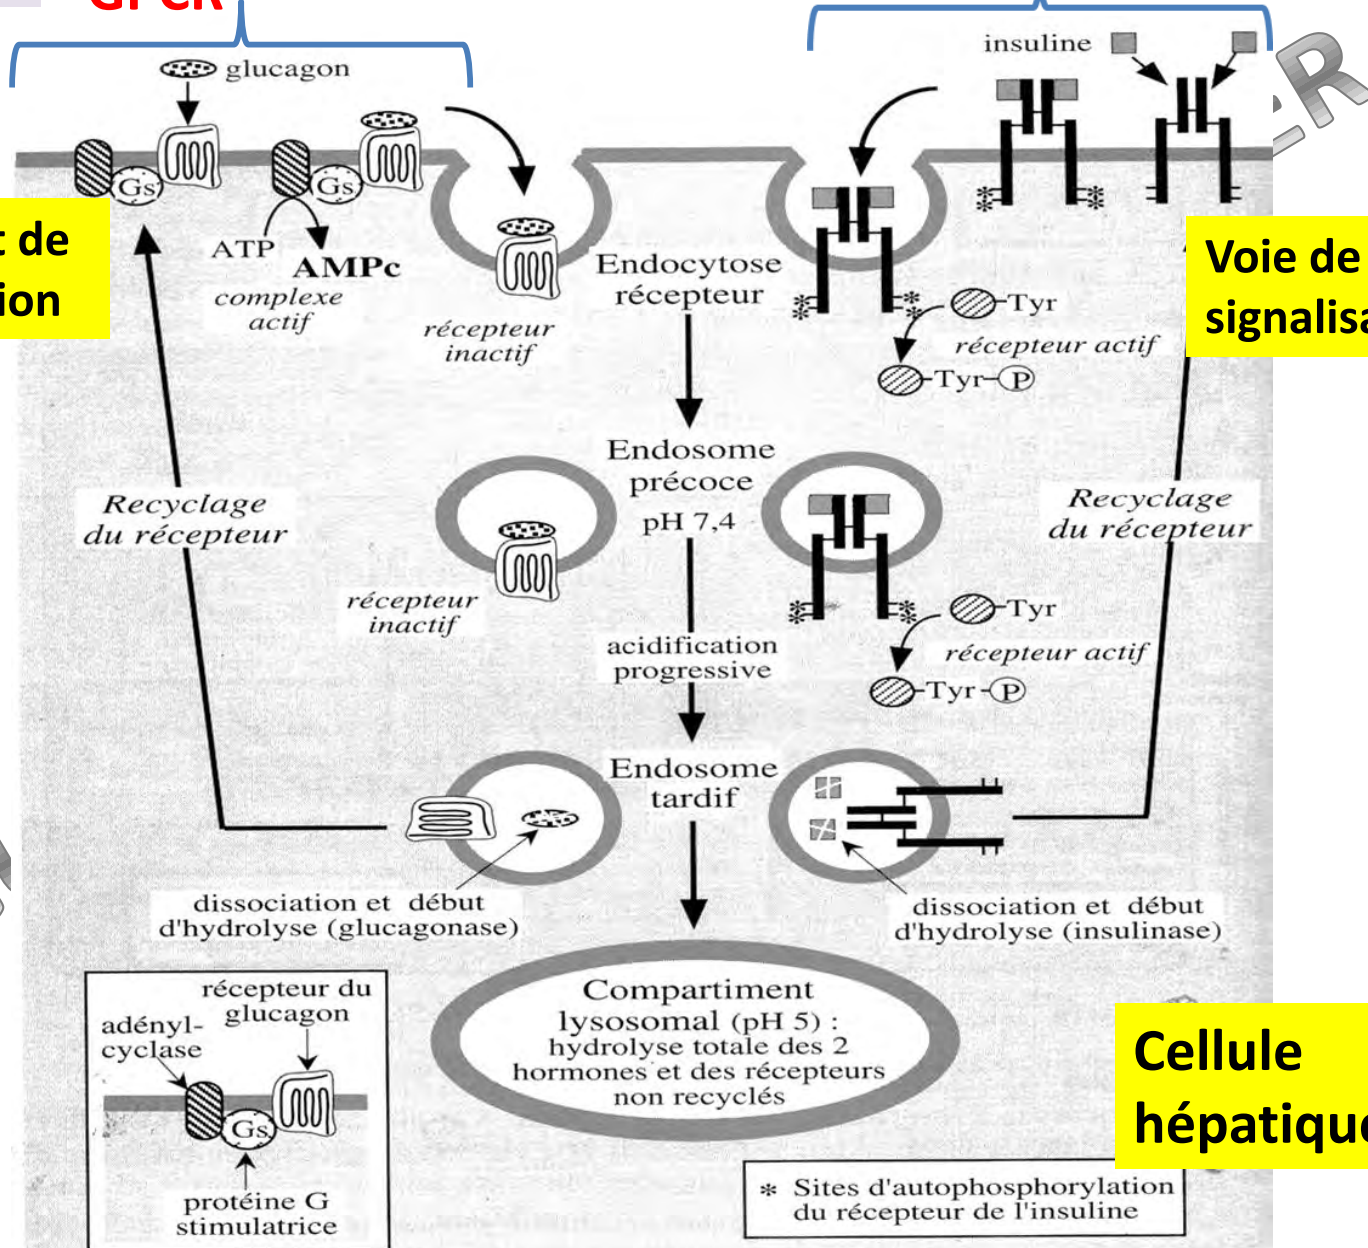 GPCR
glucagon
insuline
Gs
Gs
t de
ion
ATP
AMPc
complexe
actif
récepteur
inactif
Endocytose
récepteur
Tyr
récepteur actif
Tyr P
Voie de
signalisa
Endosome
précoce
pH 7,4
Recyclage
du récepteur
Recyclage
du récepteur
récepteur
inactif
acidification
progressive
Tyr
récepteur actif
Tyr P
Endosome
tardif
dissociation et début
d'hydrolyse (glucagonase)
dissociation et début
d'hydrolyse (insulinase)
Compartiment
lysosomal (pH 5) :
hydrolyse totale des 2
hormones et des récepteurs
non recyclés
récepteur du
glucagon
adényl-
cyclase
Gs
protéine G
stimulatrice
Cellule
hépatique
* Sites d'autophosphorylation
du récepteur de l'insuline